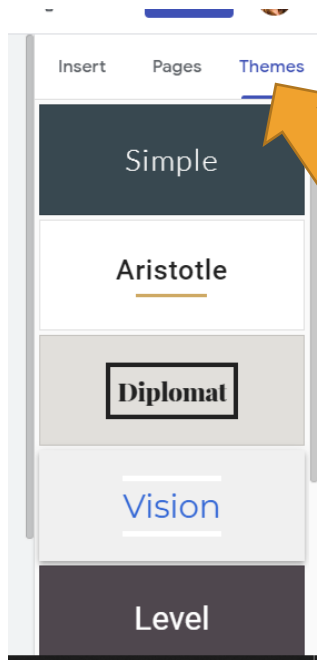 Insert Pages Themes
Simple
Aristotle
Diplomat
Vision
Level